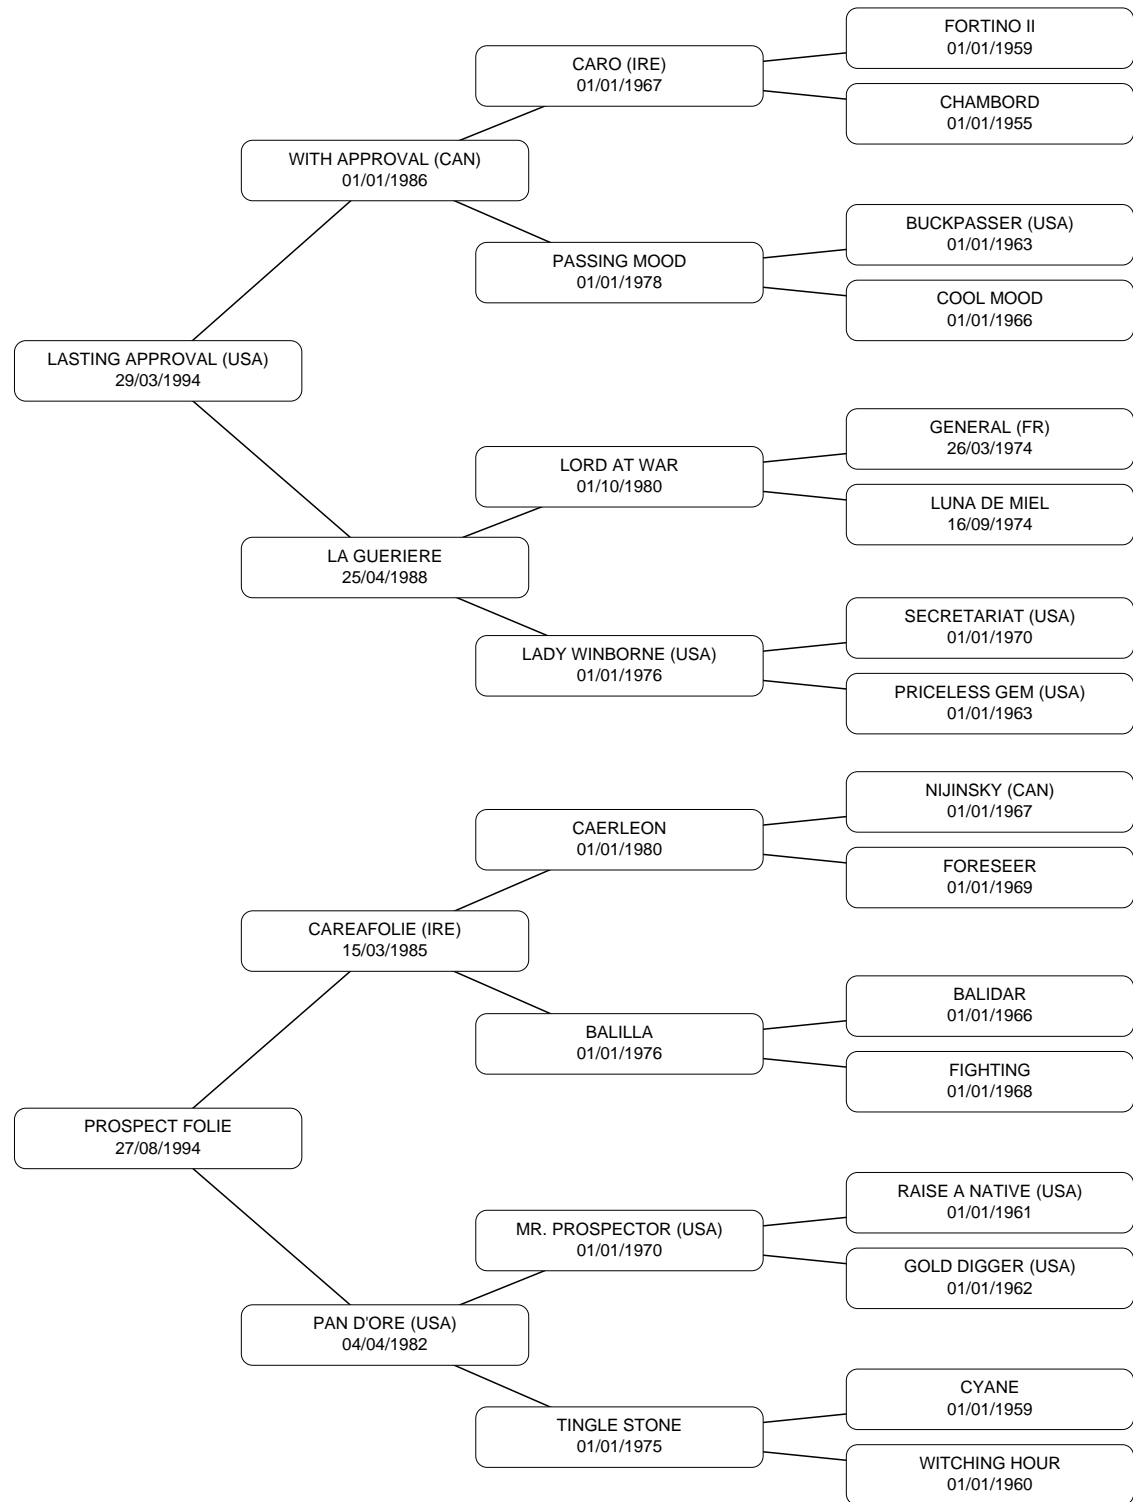 FORTINO II
01/01/1959
CARO (IRE)
01/01/1967
CHAMBORD
01/01/1955
WITH APPROVAL (CAN)
01/01/1986
BUCKPASSER (USA)
01/01/1963
PASSING MOOD
01/01/1978
COOL MOOD
01/01/1966
LASTING APPROVAL (USA)
29/03/1994
GENERAL (FR)
26/03/1974
LORD AT WAR
01/10/1980
LUNA DE MIEL
16/09/1974
LA GUERIERE
25/04/1988
SECRETARIAT (USA)
01/01/1970
LADY WINBORNE (USA)
01/01/1976
PRICELESS GEM (USA)
01/01/1963
NIJINSKY (CAN)
01/01/1967
CAERLEON
01/01/1980
FORESEER
01/01/1969
CAREAFOLIE (IRE)
15/03/1985
BALIDAR
01/01/1966
BALILLA
01/01/1976
FIGHTING
01/01/1968
PROSPECT FOLIE
27/08/1994
RAISE A NATIVE (USA)
01/01/1961
MR. PROSPECTOR (USA)
01/01/1970
GOLD DIGGER (USA)
01/01/1962
PAN D'ORE (USA)
04/04/1982
CYANE
01/01/1959
TINGLE STONE
01/01/1975
WITCHING HOUR
01/01/1960